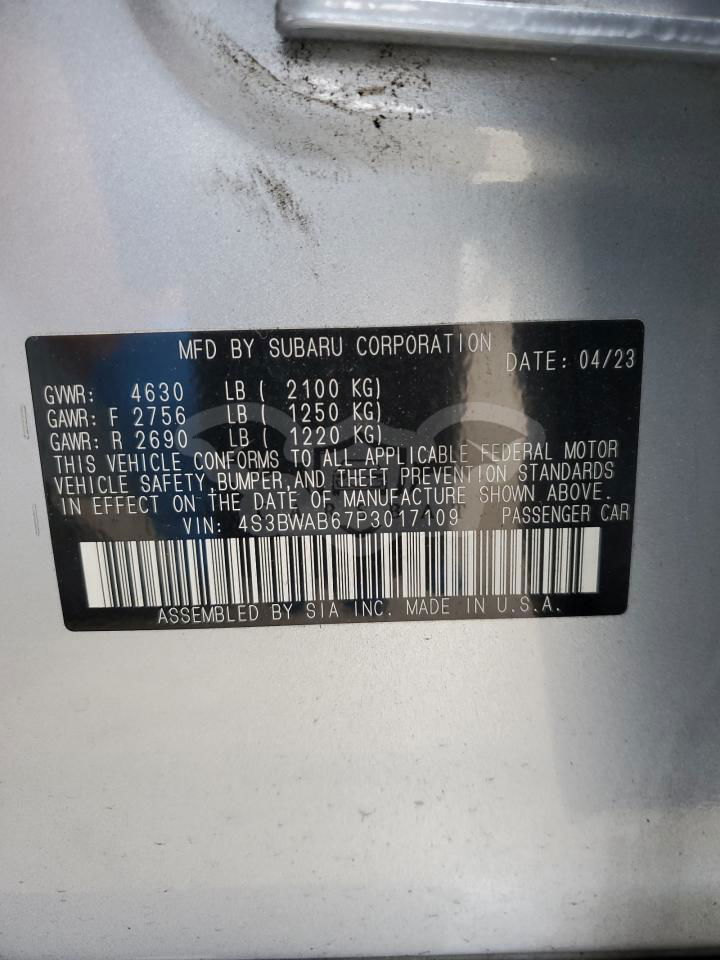 MFD BY SUBARU CORPORATION DATE: 04/23
GVWR: 4630 LB ( 2100 KG)
GAWR: F 2756 LB ( 1250 KG)
GAWR: R 2690 LB ( 1220 KG)
THIS VEHICLE CONFORMS TO ALL APPLICABLE FEDERAL MOTOR
VEHICLE SAFETY,BUMPER,AND THEFT PREVENTION STANDARDS
IN EFFECT ON THE DATE OF MANUFACTURE SHOWN ABOVE.
VIN: 4S3BWAB67P3017109 PASSENGER CAR
ASSEMBLED BY SIA INC. MADE IN U.S.A.